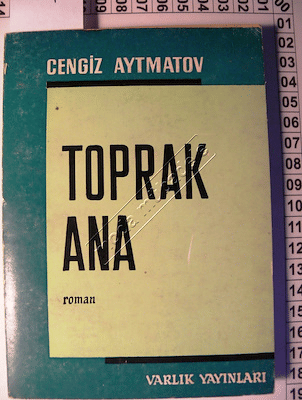 CENGİZ AYTMATOV
TOPRAK
ANA
roman
VARLIK YAYINLARI